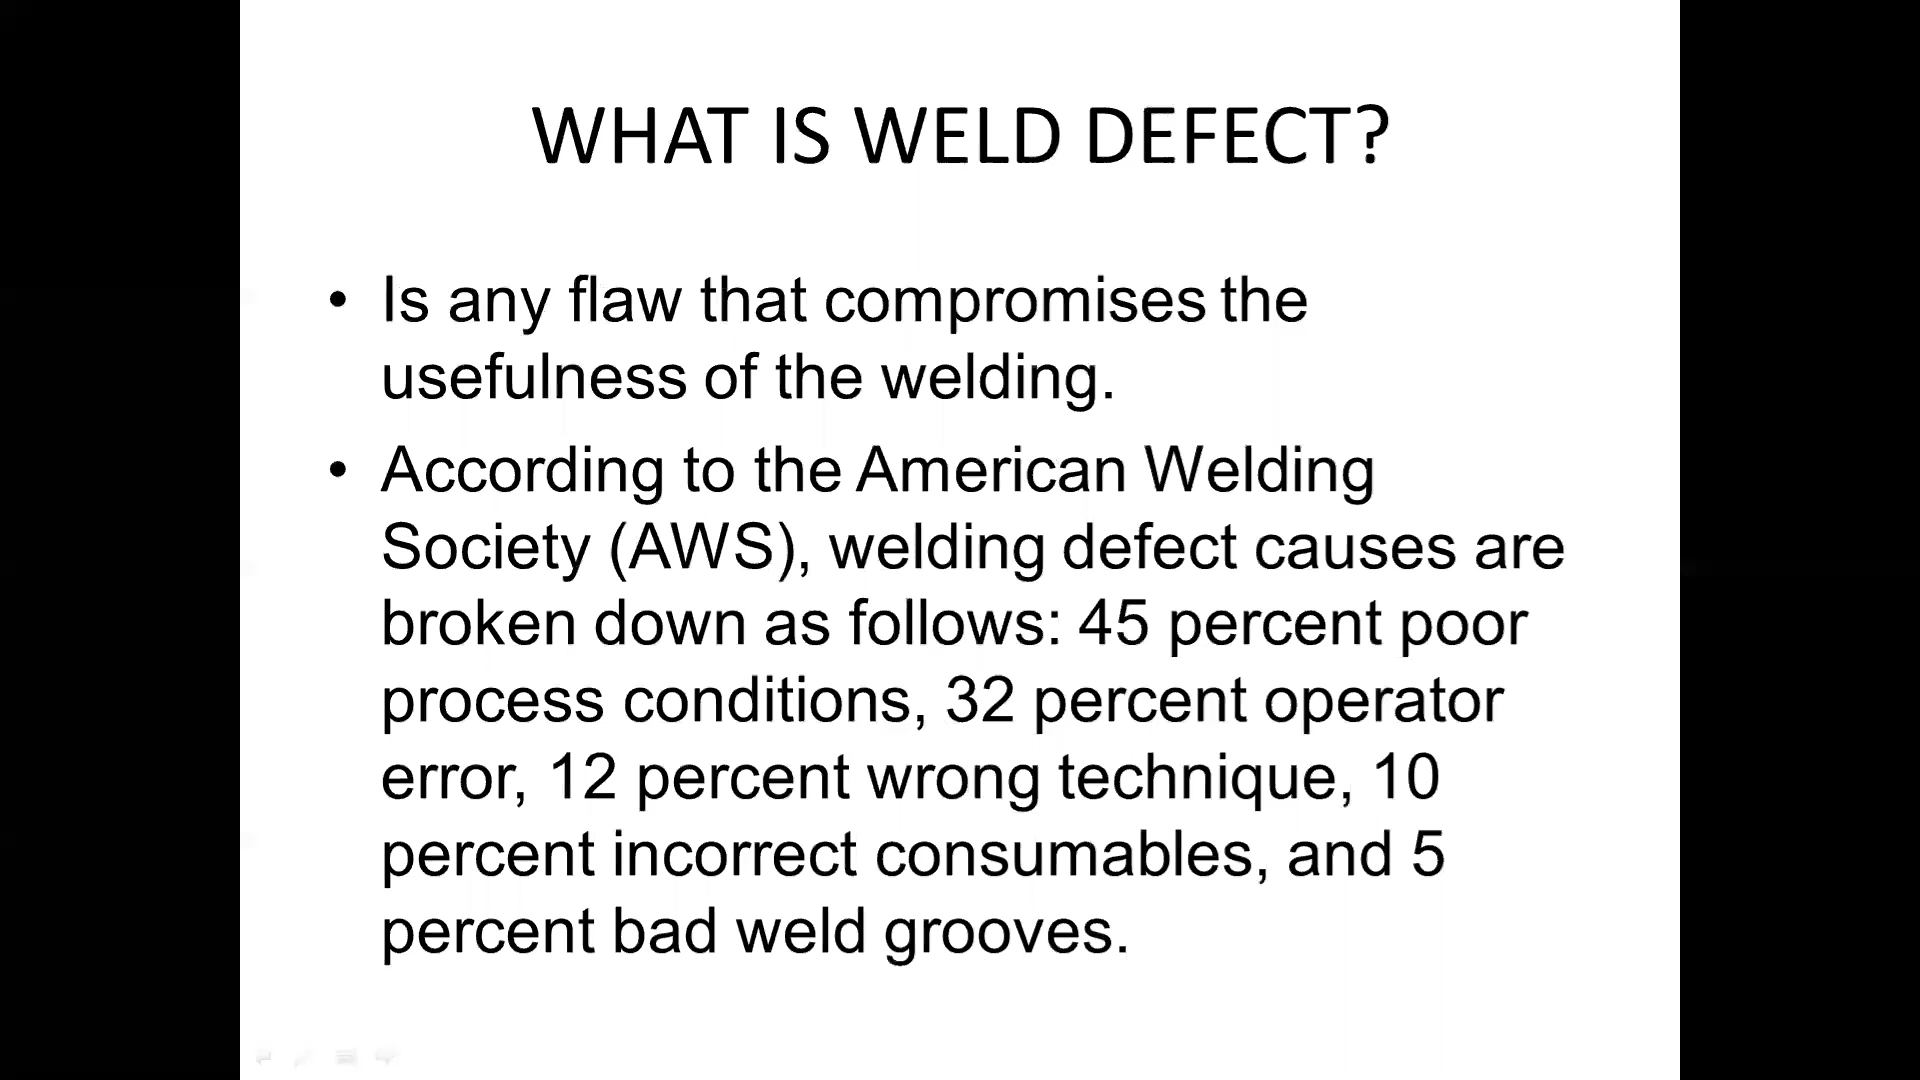 WHAT IS WELD DEFECT?
• Is any flaw that compromises the
usefulness of the welding.
• According to the American Welding
Society (AWS), welding defect causes are
broken down as follows: 45 percent poor
process conditions, 32 percent operator
error, 12 percent wrong technique, 10
percent incorrect consumables, and 5
percent bad weld grooves.